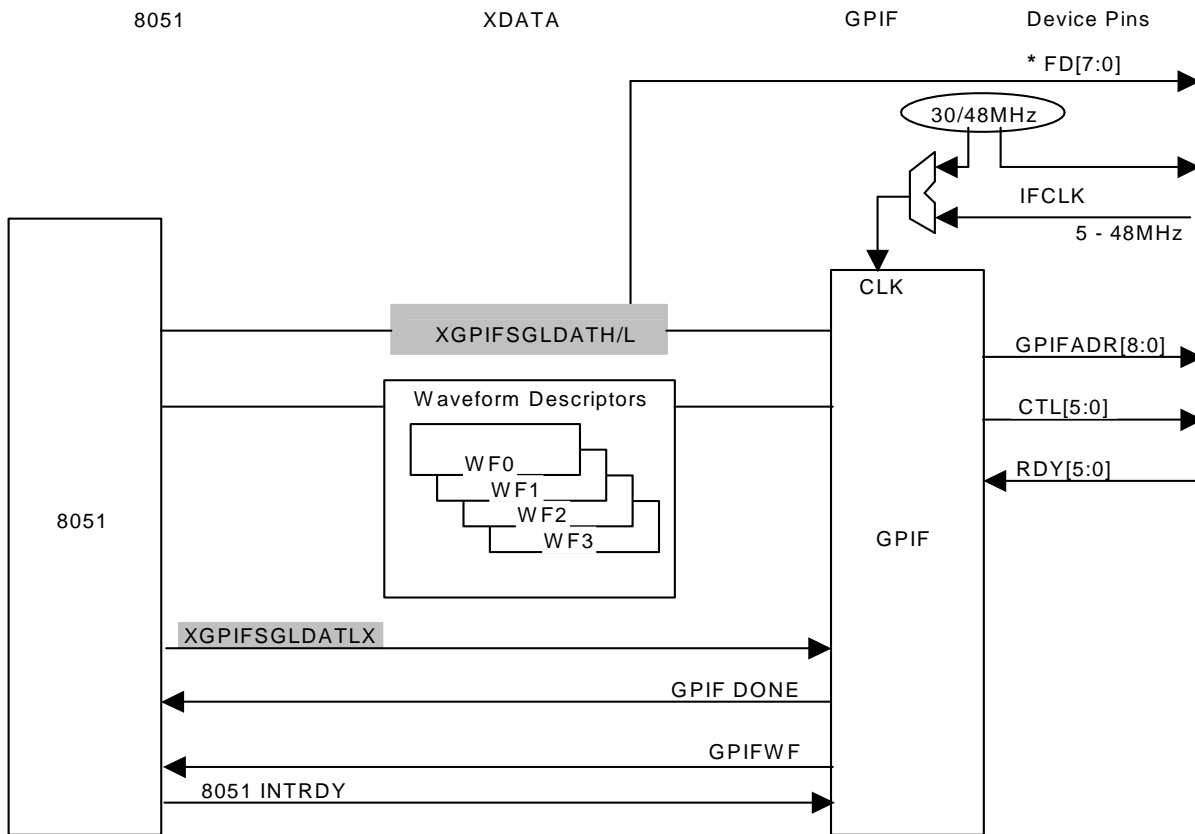 8051 XDATA GPIF Device Pins
* FD[7:0]
30/48MHz
IFCLK
5 - 48MHz
CLK
XGPIFSGLDATH/L
GPIFADR[8:0]
Waveform Descriptors
CTL[5:0]
WF0
RDY[5:0]
WF1
WF2
8051
WF3
GPIF
XGPIFSGLDATLX
GPIF DONE
GPIFWF
8051 INTRDY